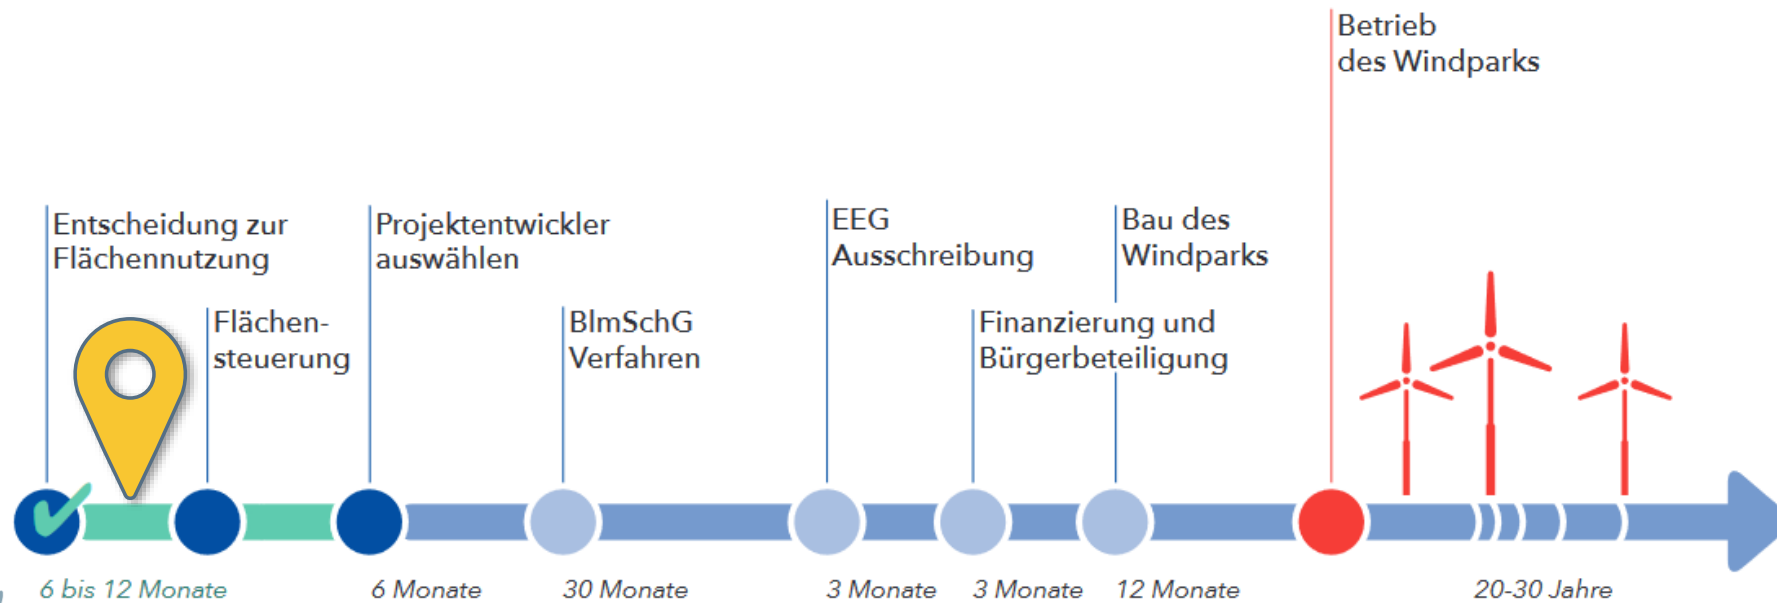 Betrieb
des Windparks
Entscheidung zur
Flächennutzung
Projektentwickler
auswählen
EEG
Ausschreibung
Bau des
Windparks
Flächen-
steuerung
BImSchG
Verfahren
Finanzierung und
Bürgerbeteiligung
6 bis 12 Monate
6 Monate
30 Monate
3 Monate
3 Monate
12 Monate
20-30 Jahre